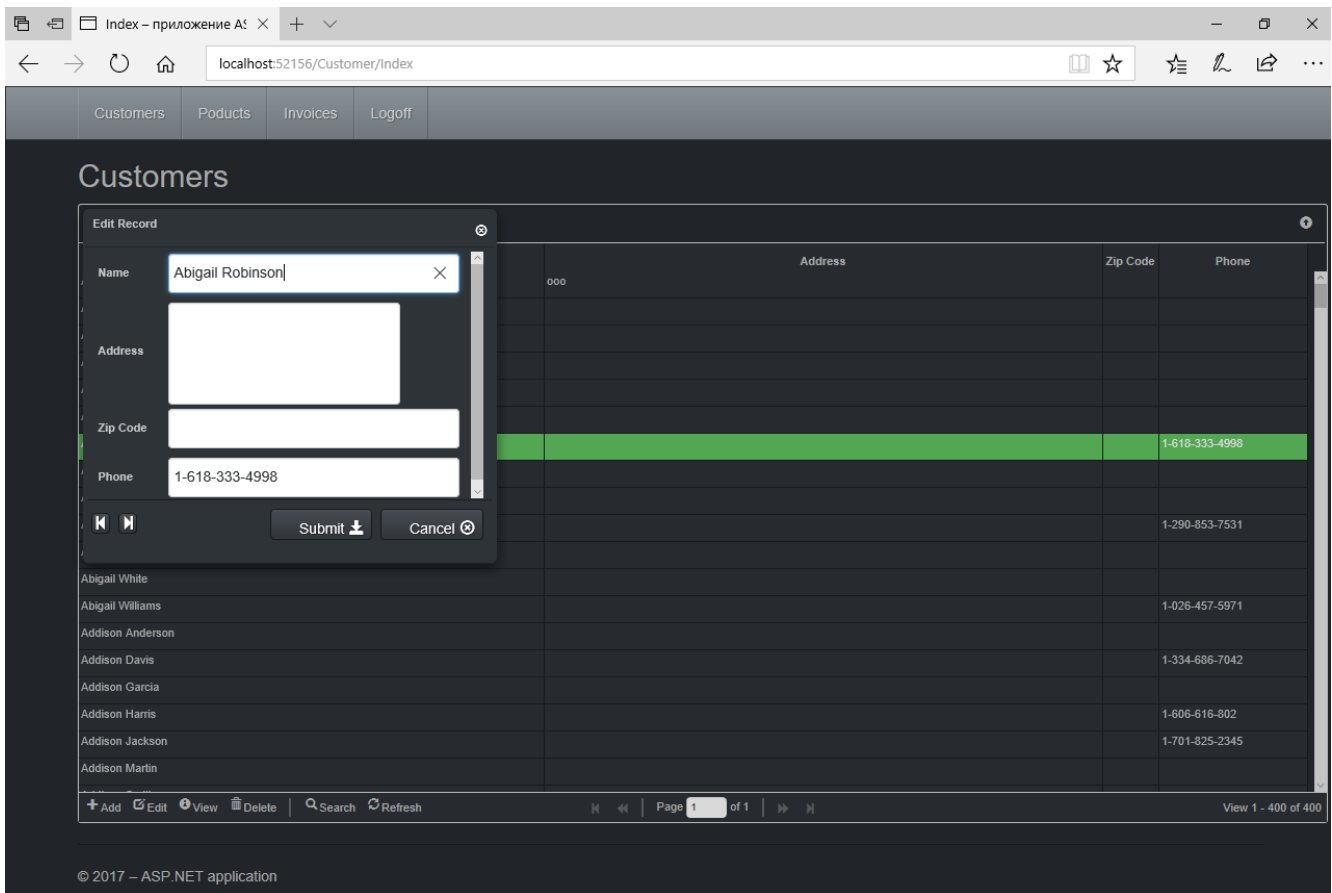 Index – приложение AS
localhost:52156/Customer/Index
Customers Poducts Invoices Logoff
Customers
Edit Record
Name Abigail Robinson
Address
Zip Code
Phone 1-618-333-4998
Submit Cancel
Address Zip Code Phone
ooo
1-618-333-4998
1-290-853-7531
Abigail White
Abigail Williams 1-026-457-5971
Addison Anderson
Addison Davis 1-334-686-7042
Addison Garcia
Addison Harris 1-606-616-802
Addison Jackson 1-701-825-2345
Addison Martin
Add Edit View Delete Search Refresh Page 1 of 1 View 1 - 400 of 400
© 2017 – ASP.NET application